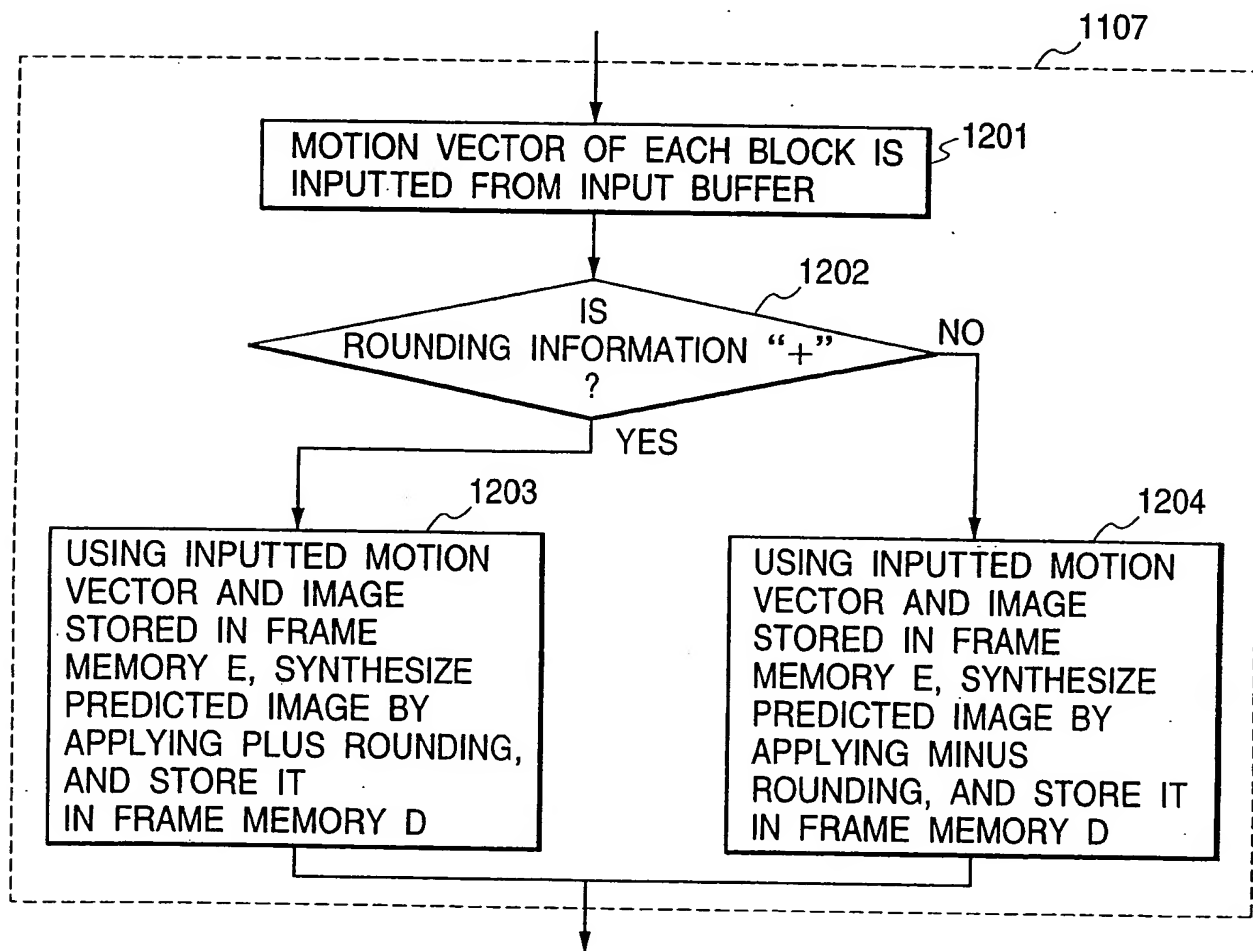 1107
MOTION VECTOR OF EACH BLOCK IS
INPUTTED FROM INPUT BUFFER
1201
1202
IS
ROUNDING INFORMATION “+”
?
NO
YES
1203
USING INPUTTED MOTION
VECTOR AND IMAGE
STORED IN FRAME
MEMORY E, SYNTHESIZE
PREDICTED IMAGE BY
APPLYING PLUS ROUNDING,
AND STORE IT
IN FRAME MEMORY D
1204
USING INPUTTED MOTION
VECTOR AND IMAGE
STORED IN FRAME
MEMORY E, SYNTHESIZE
PREDICTED IMAGE BY
APPLYING MINUS
ROUNDING, AND STORE IT
IN FRAME MEMORY D